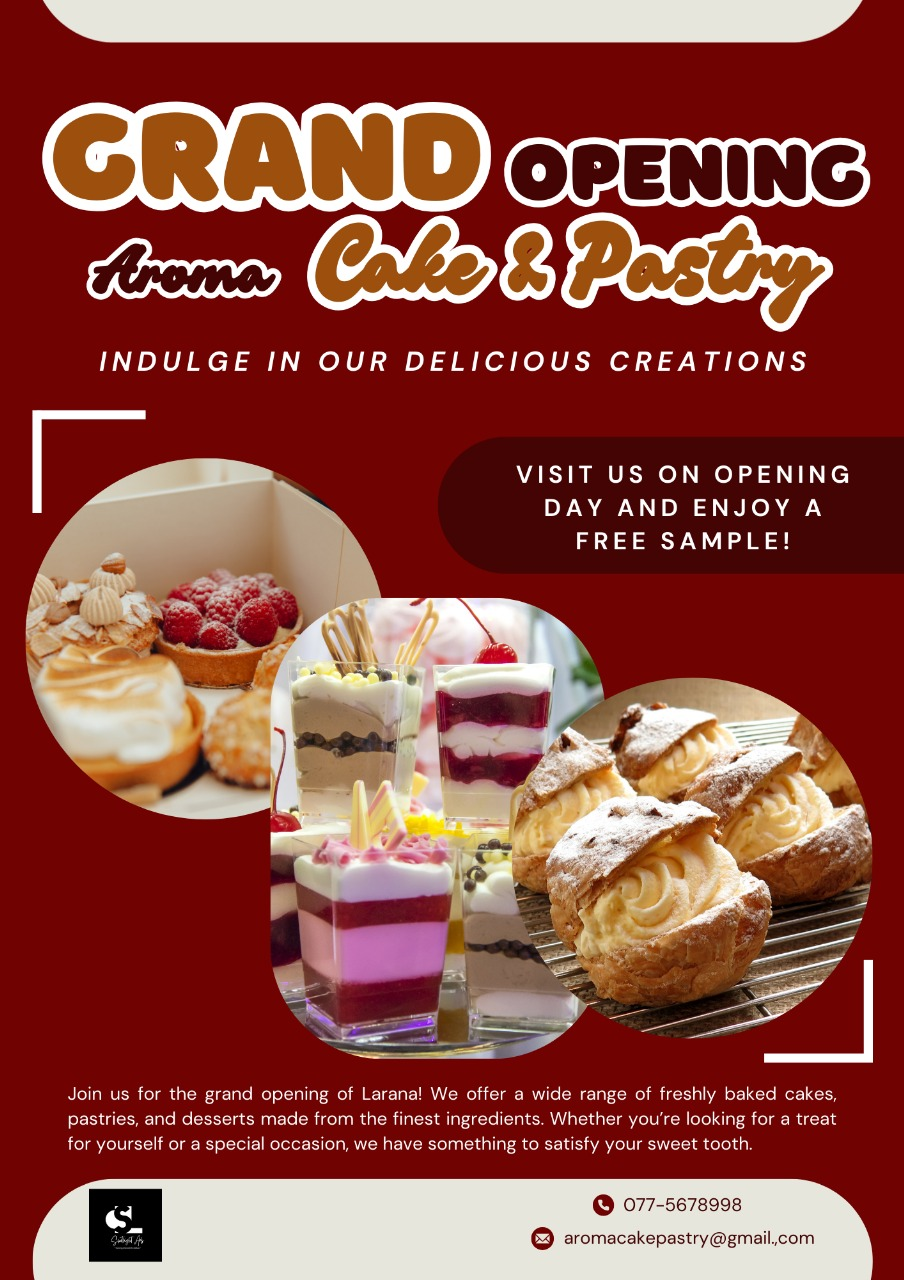 GRAND OPENING
Aroma Cake & Pastry
INDULGE IN OUR DELICIOUS CREATIONS
VISIT US ON OPENING
DAY AND ENJOY A
FREE SAMPLE!
Join us for the grand opening of Larana! We offer a wide range of freshly baked cakes,
pastries, and desserts made from the finest ingredients. Whether you’re looking for a treat
for yourself or a special occasion, we have something to satisfy your sweet tooth.
SL
077-5678998
aromacakepastry@gmail.,com